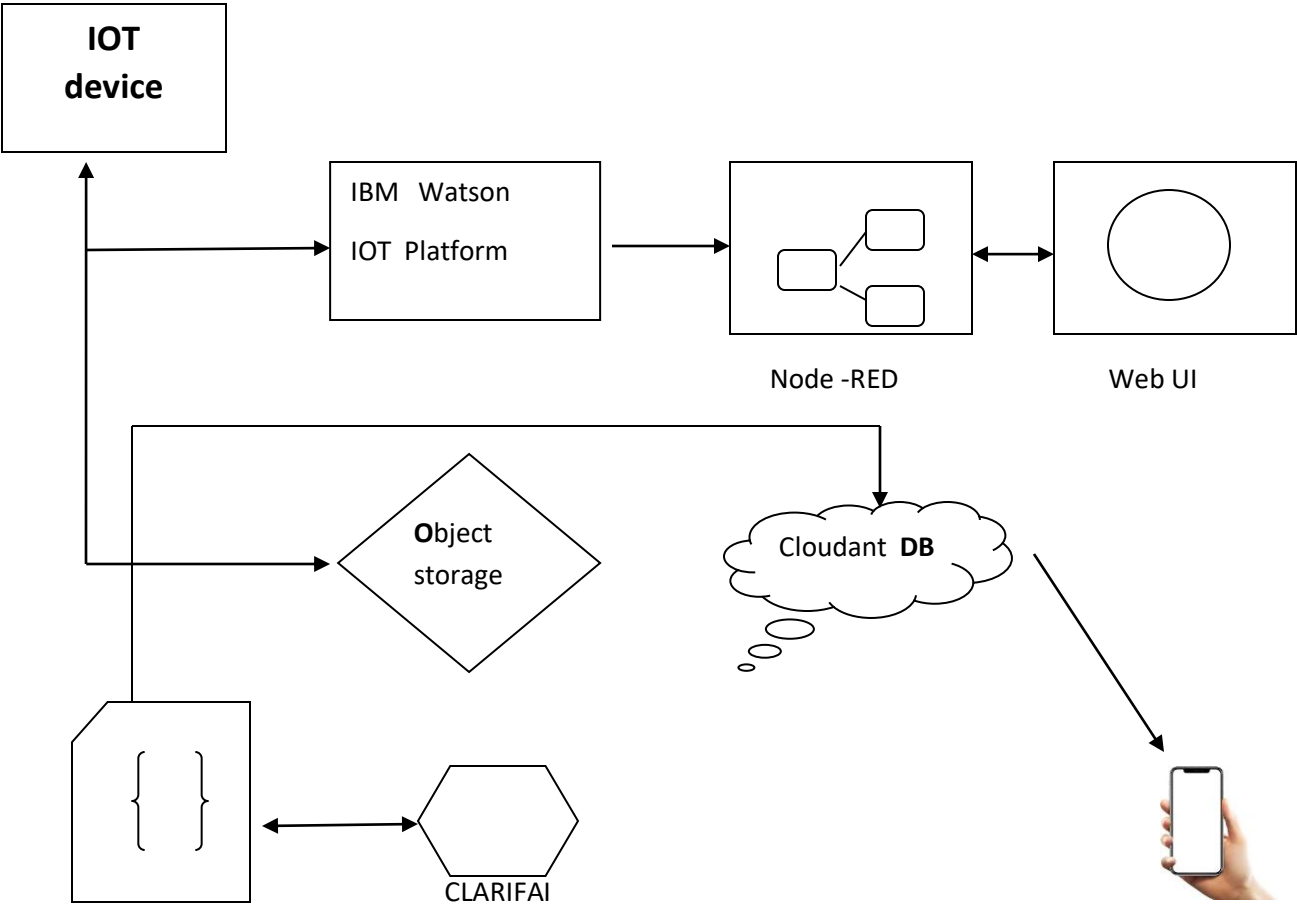 IOT
device
IBM Watson
IOT Platform
Node -RED
Web UI
Object
storage
Cloudant DB
{ }
CLARIFAI